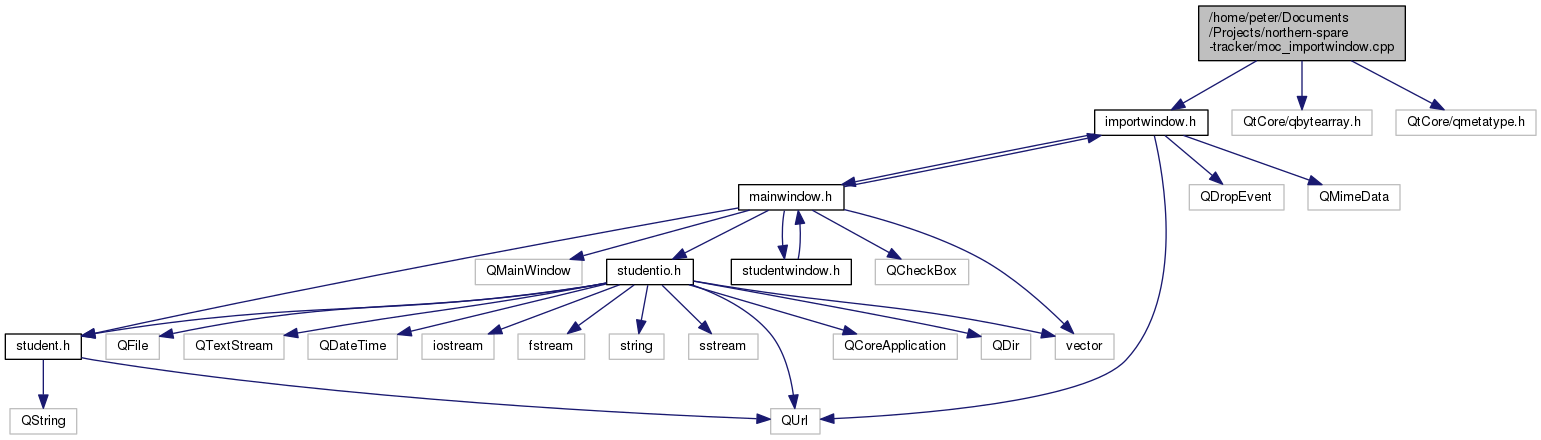 /home/peter/Documents
/Projects/northern-spare
-tracker/moc_importwindow.cpp
importwindow.h
QtCore/qbytearray.h
QtCore/qmetatype.h
mainwindow.h
QDropEvent
QMimeData
QMainWindow
studentio.h
studentwindow.h
QCheckBox
student.h
QFile
QTextStream
QDateTime
iostream
fstream
string
sstream
QCoreApplication
QDir
vector
QString
QUrl